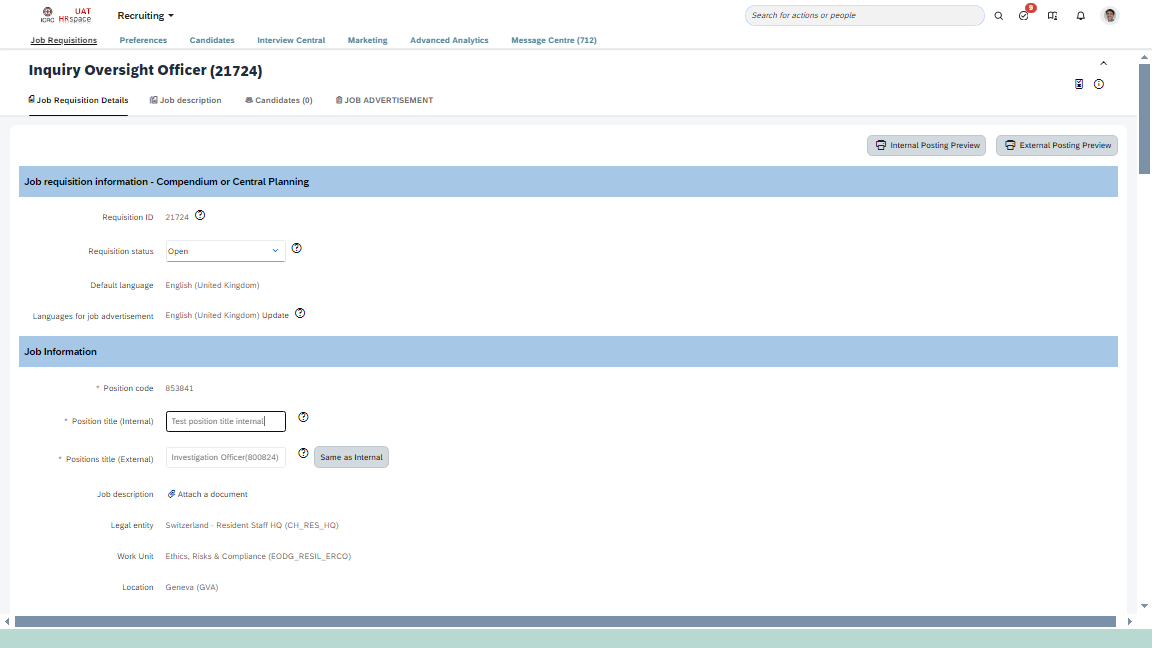 ICRC
UAT
HRspace
Recruiting
Search for actions or people
9
Job Requisitions
Preferences
Candidates
Interview Central
Marketing
Advanced Analytics
Message Centre (712)
Inquiry Oversight Officer (21724)
Job Requisition Details
Job description
Candidates (0)
JOB ADVERTISEMENT
Internal Posting Preview
External Posting Preview
Job requisition information - Compendium or Central Planning
Requisition ID 21724
Requisition status Open
Default language English (United Kingdom)
Languages for job advertisement English (United Kingdom) Update
Job Information
* Position code 853841
* Position title (Internal) Test position title internal
* Positions title (External) Investigation Officer(800824) Same as Internal
Job description Attach a document
Legal entity Switzerland - Resident Staff HQ (CH_RES_HQ)
Work Unit Ethics, Risks & Compliance (EODG_RESIL_ERCO)
Location Geneva (GVA)